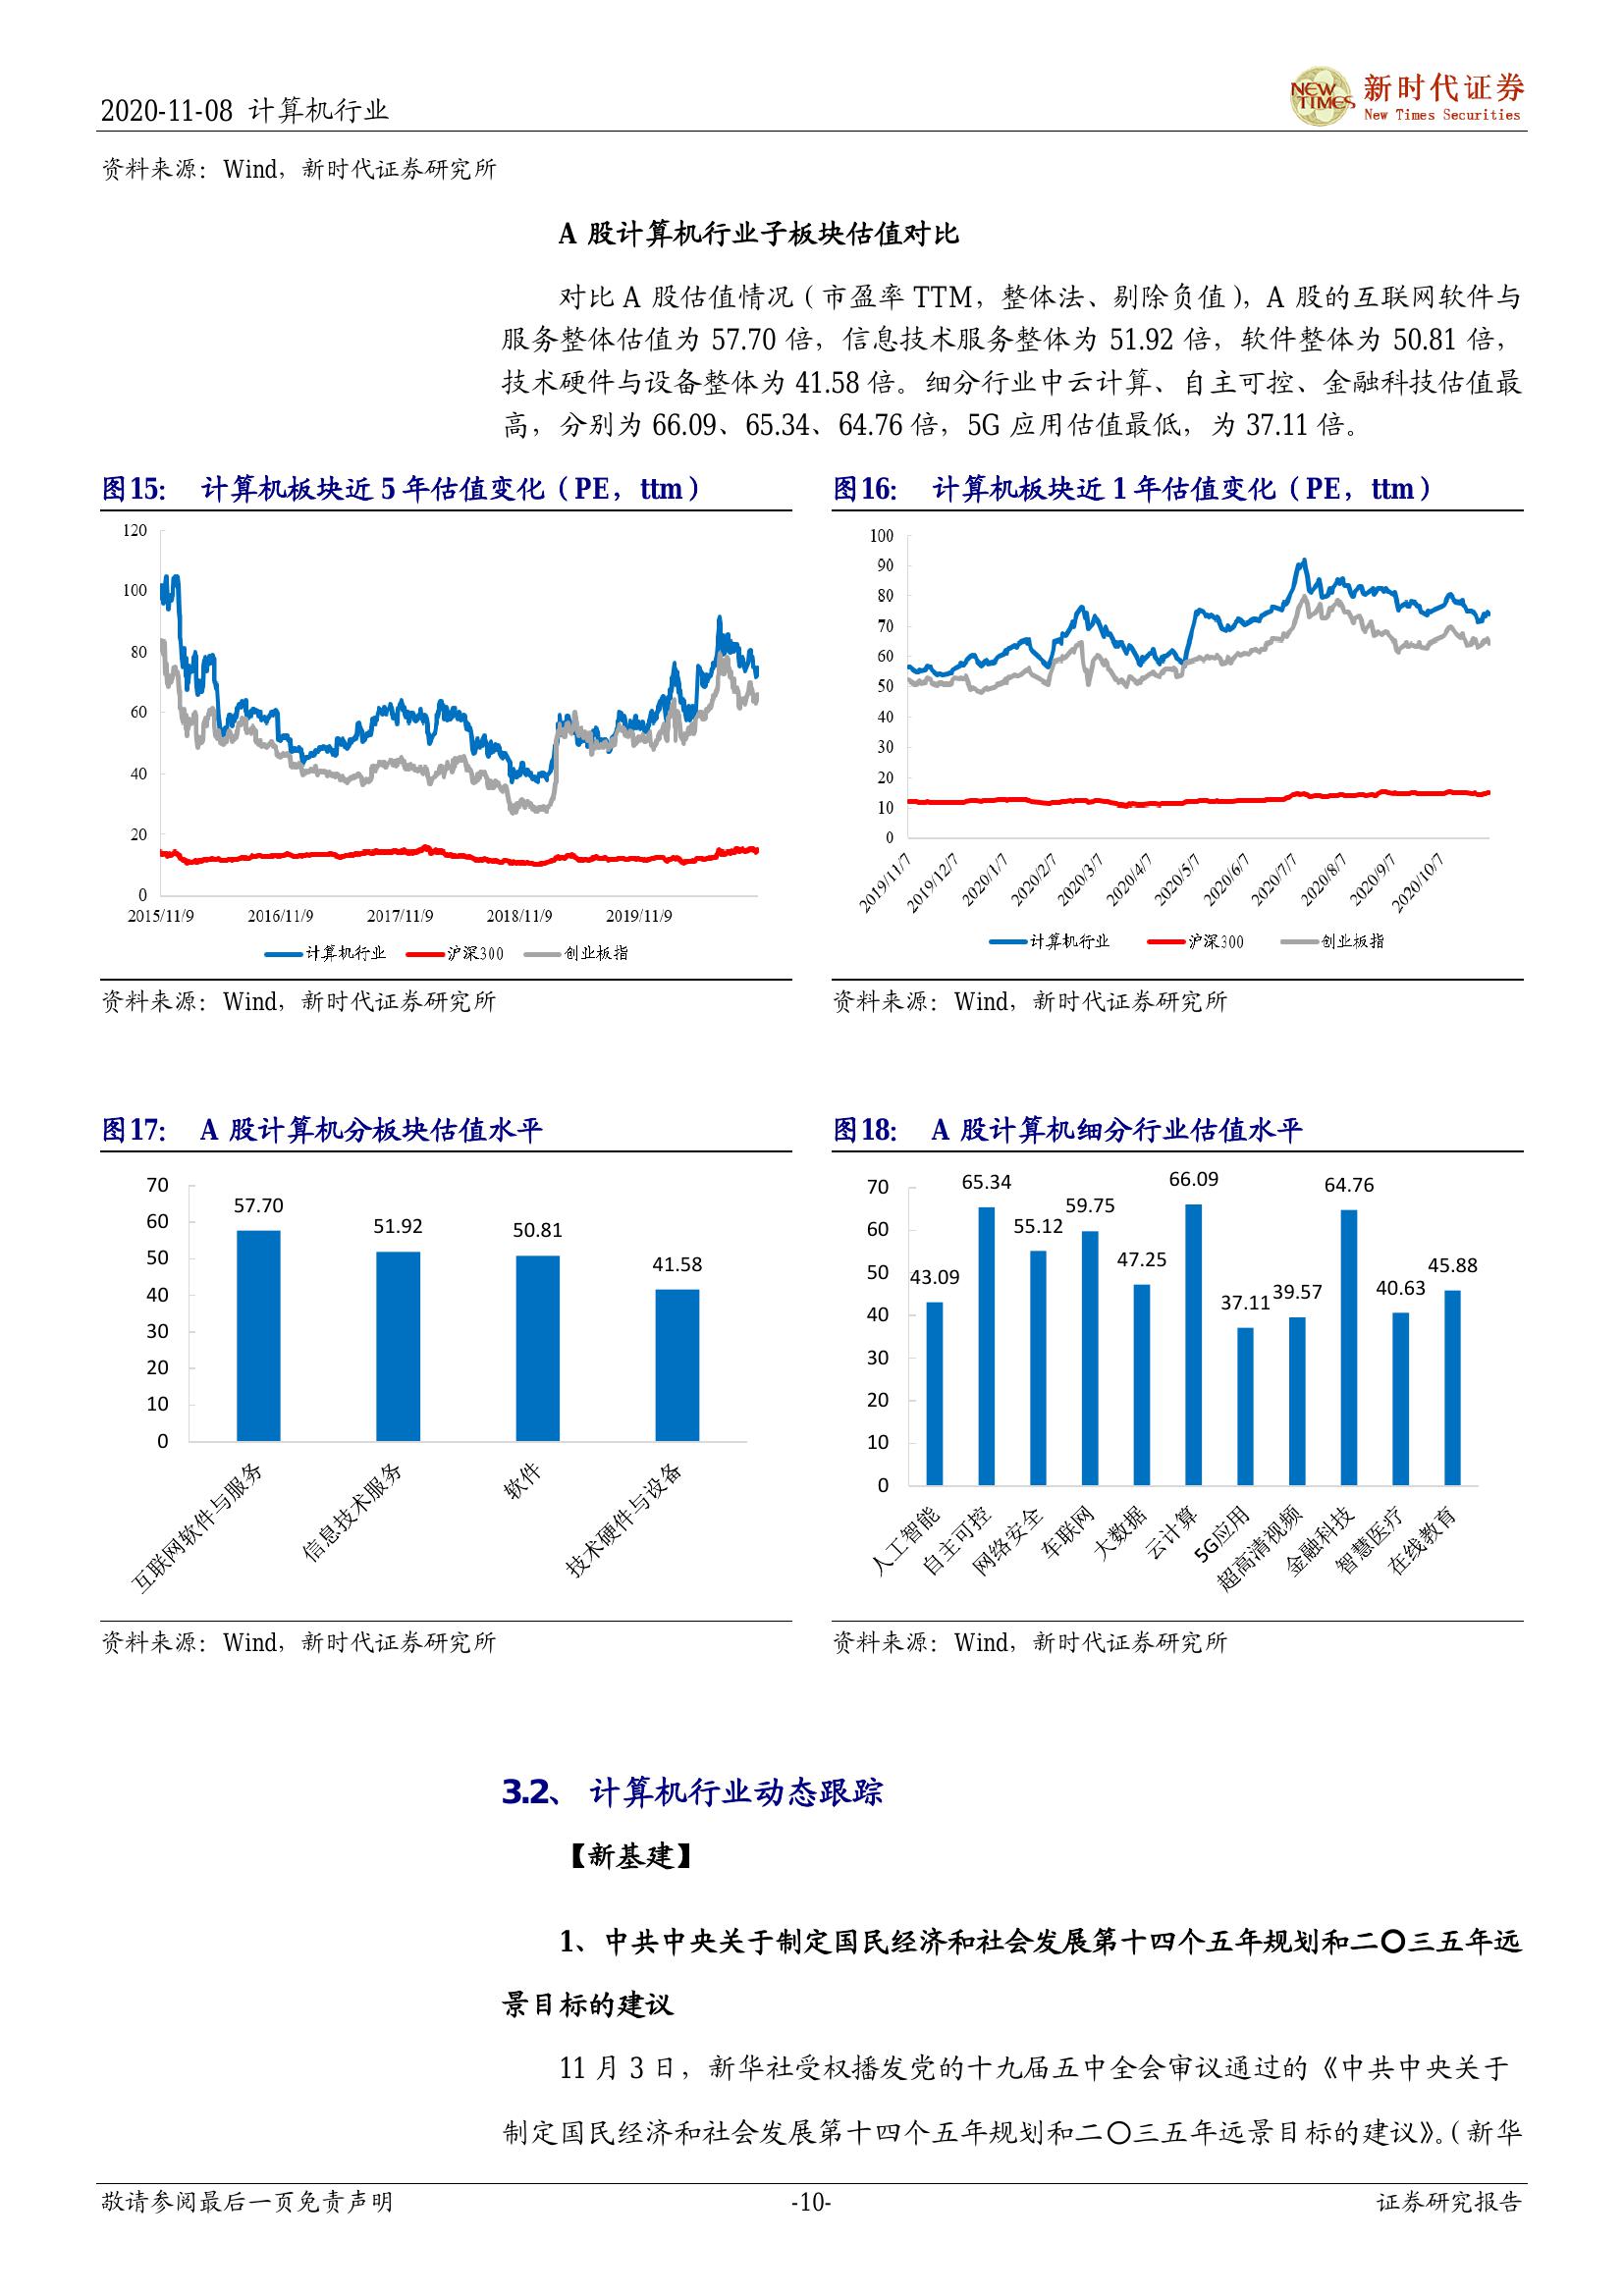 2020-11-08 计算机行业
NEW TIMES
新时代证券
New Times Securities
资料来源：Wind，新时代证券研究所
A 股计算机行业子板块估值对比
对比 A 股估值情况（市盈率 TTM，整体法、剔除负值），A 股的互联网软件与
服务整体估值为 57.70 倍，信息技术服务整体为 51.92 倍，软件整体为 50.81 倍，
技术硬件与设备整体为 41.58 倍。细分行业中云计算、自主可控、金融科技估值最
高，分别为 66.09、65.34、64.76 倍，5G 应用估值最低，为 37.11 倍。
图15： 计算机板块近 5 年估值变化（PE，ttm）
120
100
80
60
40
20
0
2015/11/9 2016/11/9 2017/11/9 2018/11/9 2019/11/9
计算机行业 沪深300 创业板指
资料来源：Wind，新时代证券研究所
图16： 计算机板块近 1 年估值变化（PE，ttm）
100
90
80
70
60
50
40
30
20
10
0
2019/11/7 2019/12/7 2020/1/7 2020/2/7 2020/3/7 2020/4/7 2020/5/7 2020/6/7 2020/7/7 2020/8/7 2020/9/7 2020/10/7
计算机行业 沪深300 创业板指
资料来源：Wind，新时代证券研究所
图17： A 股计算机分板块估值水平
70
60
50
40
30
20
10
0
57.70 51.92 50.81 41.58
互联网软件与服务 信息技术服务 软件 技术硬件与设备
资料来源：Wind，新时代证券研究所
图18： A 股计算机细分行业估值水平
70
60
50
40
30
20
10
0
43.09 65.34 55.12 59.75 47.25 66.09 37.11 39.57 64.76 40.63 45.88
人工智能 自主可控 网络安全 车联网 大数据 云计算 5G应用 超高清视频 金融科技 智慧医疗 在线教育
资料来源：Wind，新时代证券研究所
3.2、 计算机行业动态跟踪
【新基建】
1、中共中央关于制定国民经济和社会发展第十四个五年规划和二〇三五年远
景目标的建议
11 月 3 日，新华社受权播发党的十九届五中全会审议通过的《中共中央关于
制定国民经济和社会发展第十四个五年规划和二〇三五年远景目标的建议》。（新华
敬请参阅最后一页免责声明 -10- 证券研究报告